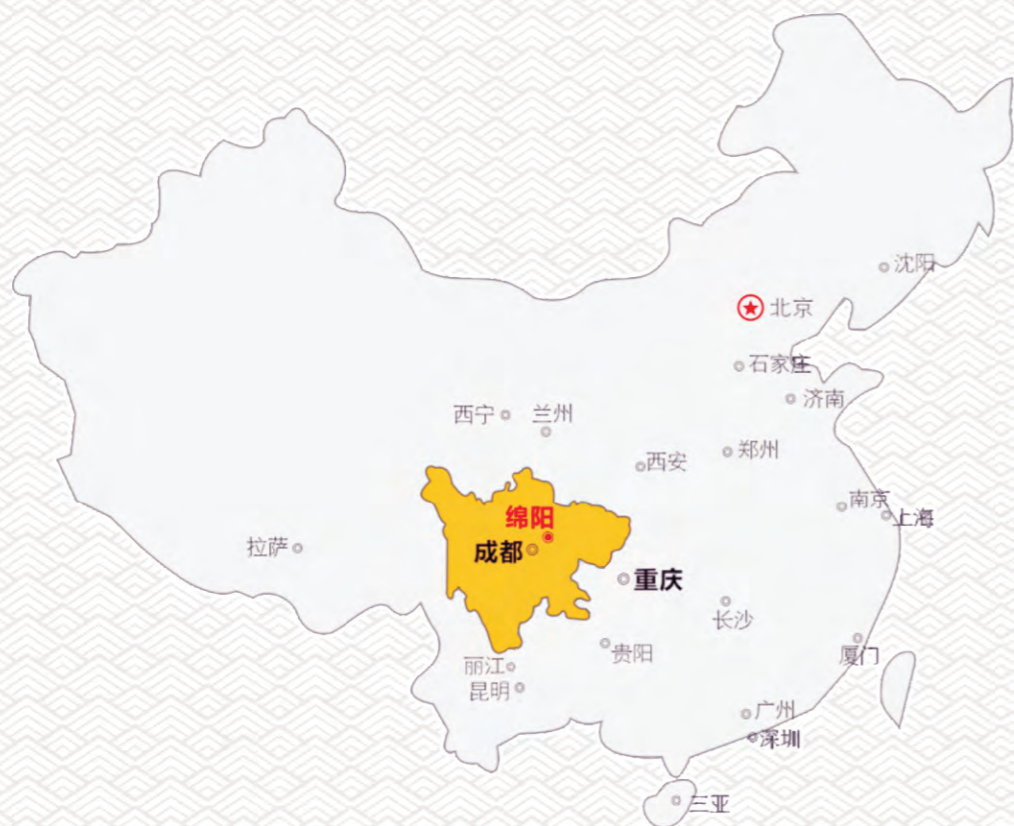 沈阳
北京
石家庄
济南
西宁
兰州
郑州
西安
南京
上海
绵阳
成都
拉萨
重庆
长沙
贵阳
厦门
丽江
昆明
广州
深圳
三亚